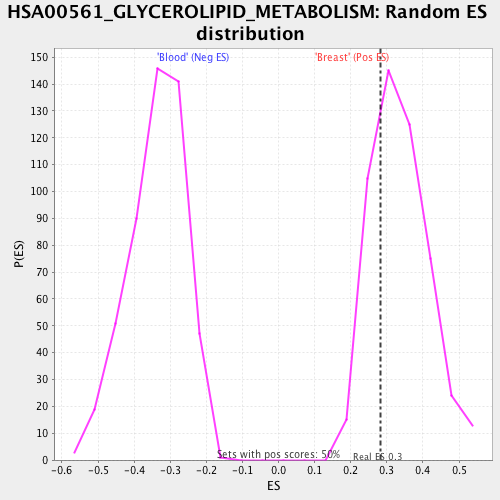 HSA00561_GLYCEROLIPID_METABOLISM: Random ES
distribution
'Blood' (Neg ES) 'Breast' (Pos ES)
150
140
130
120
110
100
90
80
70
60
50
40
30
20
10
0
P(ES)
Sets with pos scores: 50% Real ES 0.3
-0.6 -0.5 -0.4 -0.3 -0.2 -0.1 0.0 0.1 0.2 0.3 0.4 0.5
ES